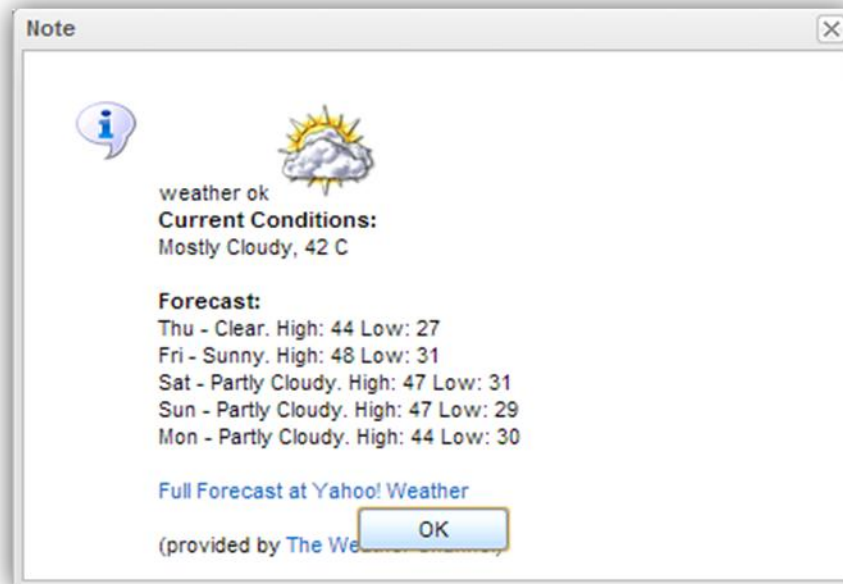 Note
weather ok
Current Conditions:
Mostly Cloudy, 42 C
Forecast:
Thu - Clear. High: 44 Low: 27
Fri - Sunny. High: 48 Low: 31
Sat - Partly Cloudy. High: 47 Low: 31
Sun - Partly Cloudy. High: 47 Low: 29
Mon - Partly Cloudy. High: 44 Low: 30
Full Forecast at Yahoo! Weather
(provided by The
OK